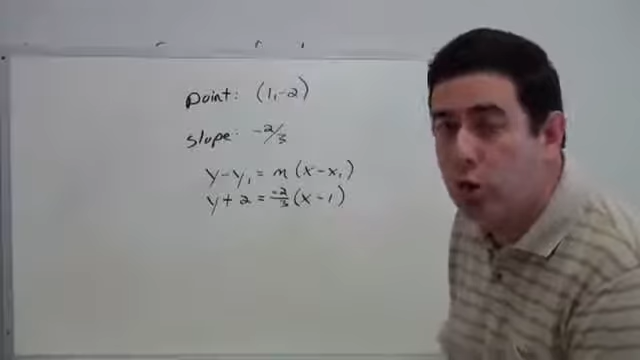 point: (1,-2)
slope: -2/3
y-y₁ = m(x-x₁)
y+2 = -2/3 (x-1)